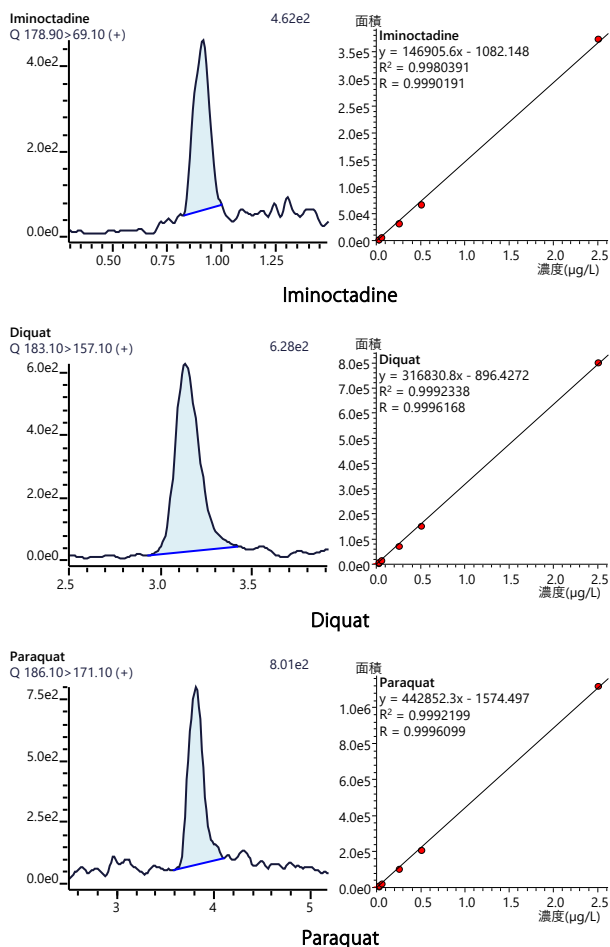 Iminoctadine
Q 178.90>69.10 (+)
4.62e2
4.0e2
2.0e2
0.0e0
0.50 0.75 1.00 1.25
面積
Iminoctadine
y = 146905.6x - 1082.148
R² = 0.9980391
R = 0.9990191
3.5e5
3.0e5
2.5e5
2.0e5
1.5e5
1.0e5
5.0e4
0.0e0
0.0 0.5 1.0 1.5 2.0 2.5
濃度(μg/L)
Iminoctadine
Diquat
Q 183.10>157.10 (+)
6.28e2
6.0e2
4.0e2
2.0e2
0.0e0
2.5 3.0 3.5
面積
Diquat
y = 316830.8x - 896.4272
R² = 0.9992338
R = 0.9996168
8.0e5
7.0e5
6.0e5
5.0e5
4.0e5
3.0e5
2.0e5
1.0e5
0.0e0
0.0 0.5 1.0 1.5 2.0 2.5
濃度(μg/L)
Diquat
Paraquat
Q 186.10>171.10 (+)
8.01e2
7.5e2
5.0e2
2.5e2
0.0e0
3 4 5
面積
Paraquat
y = 442852.3x - 1574.497
R² = 0.9992199
R = 0.9996099
1.0e6
8.0e5
6.0e5
4.0e5
2.0e5
0.0e0
0.0 0.5 1.0 1.5 2.0 2.5
濃度(μg/L)
Paraquat